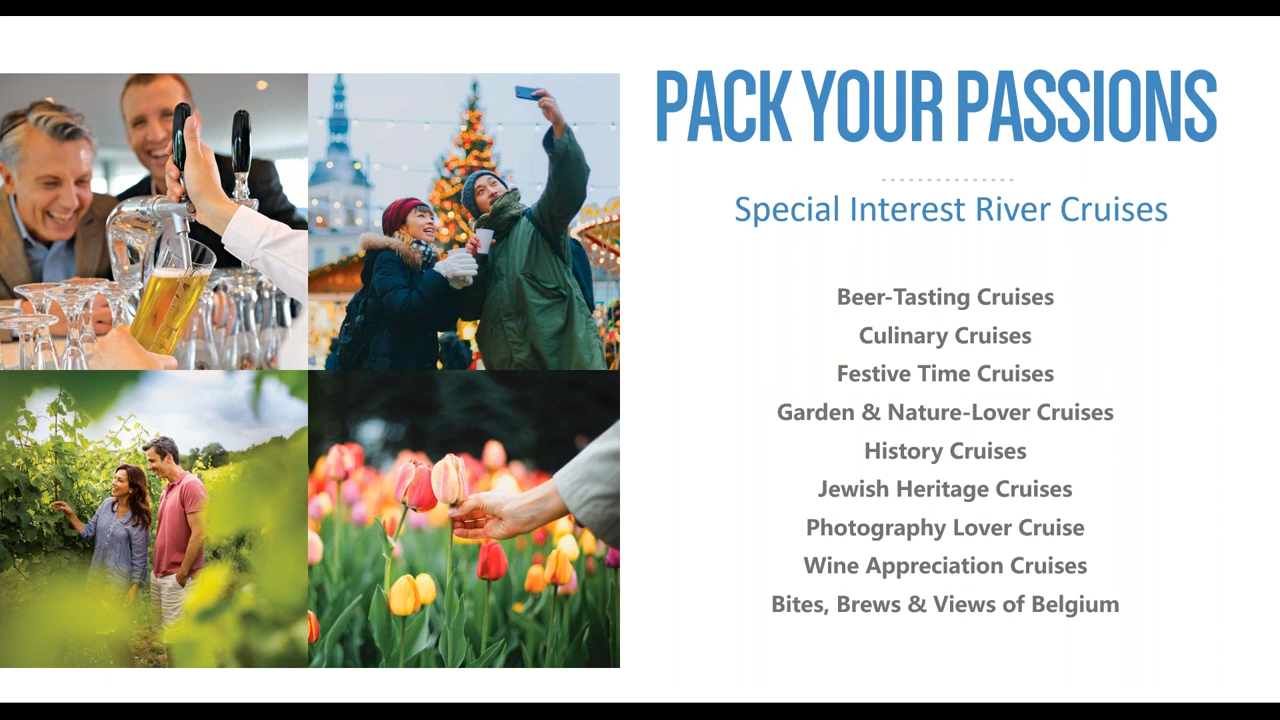 PACK YOUR PASSIONS
Special Interest River Cruises
Beer-Tasting Cruises
Culinary Cruises
Festive Time Cruises
Garden & Nature-Lover Cruises
History Cruises
Jewish Heritage Cruises
Photography Lover Cruise
Wine Appreciation Cruises
Bites, Brews & Views of Belgium